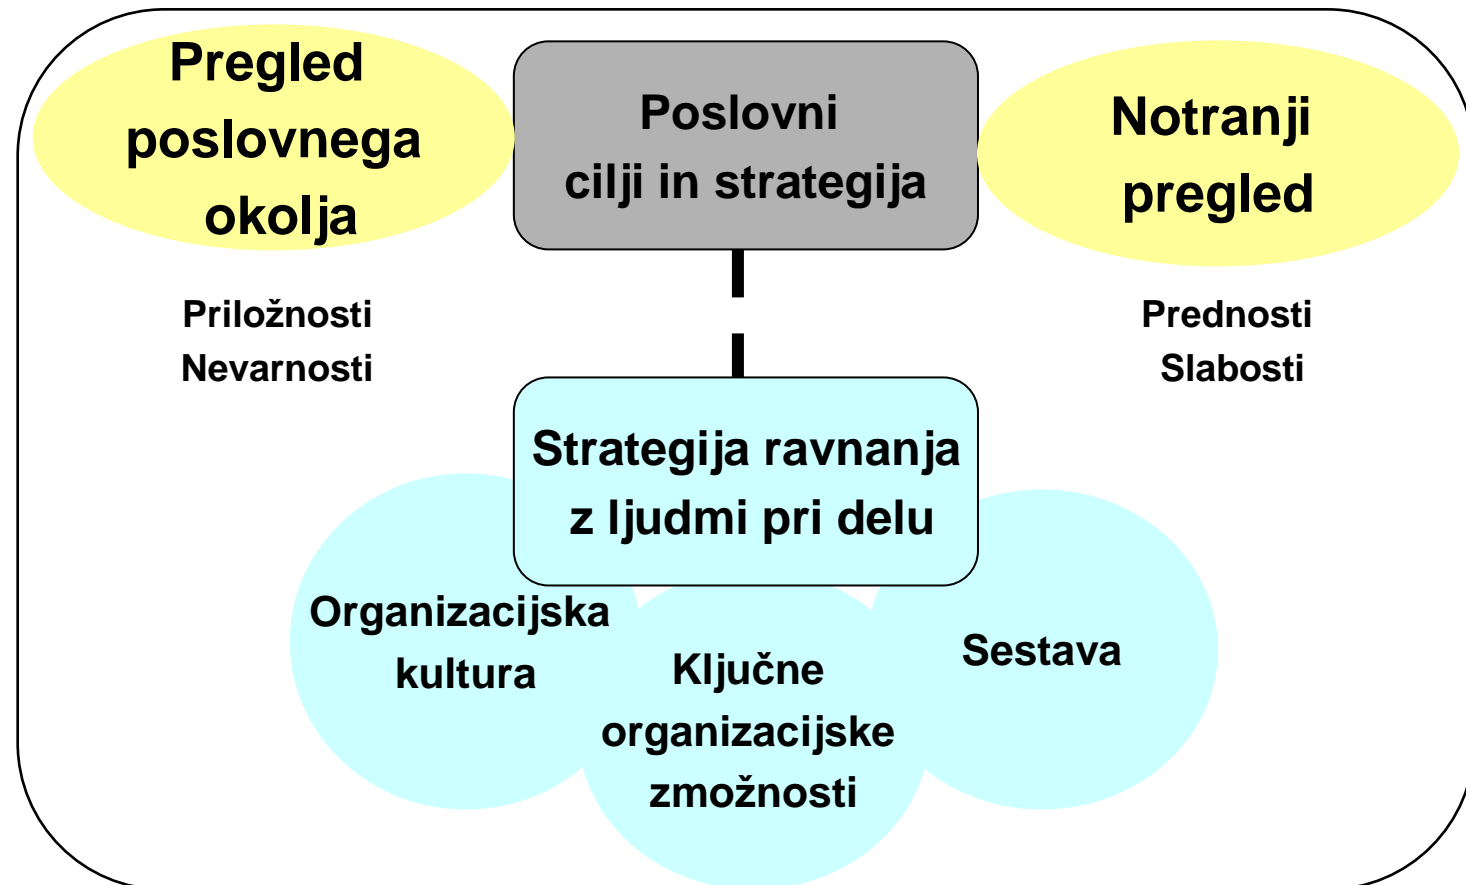 Pregled
poslovnega
okolja
Poslovni
cilji in strategija
Notranji
pregled
Priložnosti
Nevarnosti
Prednosti
Slabosti
Strategija ravnanja
z ljudmi pri delu
Organizacijska
kultura
Ključne
organizacijske
zmožnosti
Sestava